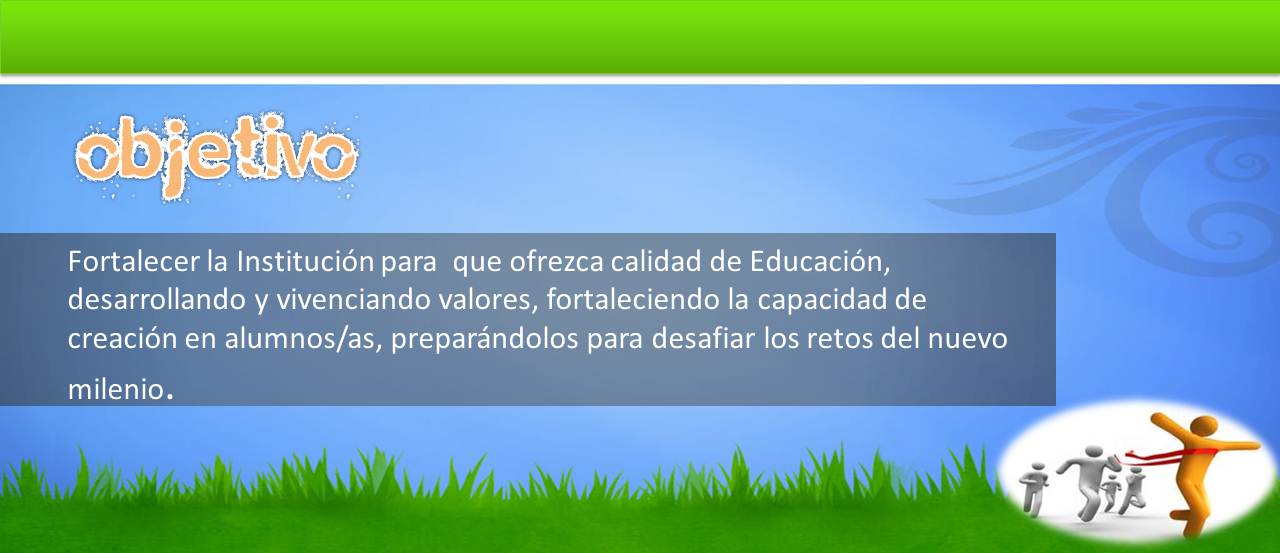 objetivo
Fortalecer la Institución para  que ofrezca calidad de Educación,
desarrollando y vivenciando valores, fortaleciendo la capacidad de
creación en alumnos/as, preparándolos para desafiar los retos del nuevo
milenio.